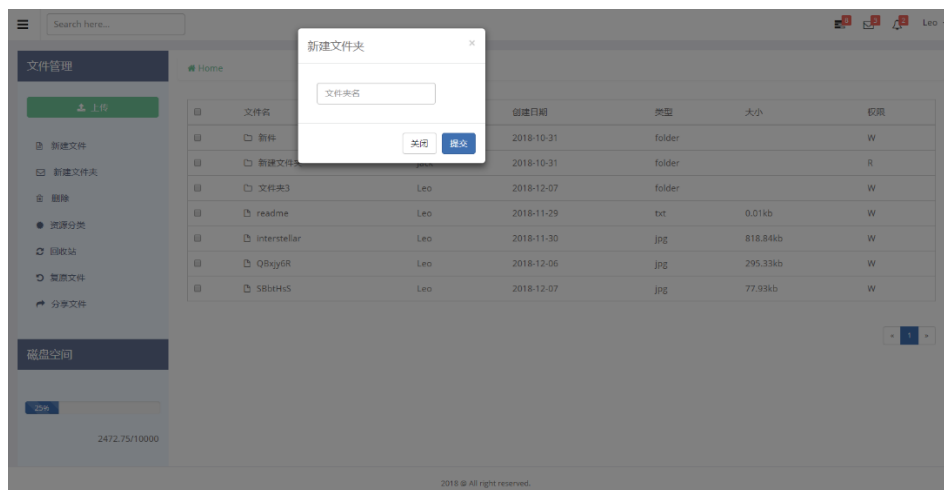 Search here...
Leo
文件管理
Home
上传
新建文件
新建文件夹
删除
资源分类
回收站
复原文件
分享文件
磁盘空间
25%
2472.75/10000
新建文件夹 ×
文件夹名
关闭 提交
文件名 创建日期 类型 大小 权限
新件 2018-10-31 folder W
新建文件夹 2018-10-31 folder R
文件夹3 Leo 2018-12-07 folder W
readme Leo 2018-11-29 txt 0.01kb W
interstellar Leo 2018-11-30 jpg 818.84kb W
QBxjy6R Leo 2018-12-06 jpg 295.33kb W
SBbtHsS Leo 2018-12-07 jpg 77.93kb W
« 1 »
2018 @ All right reserved.